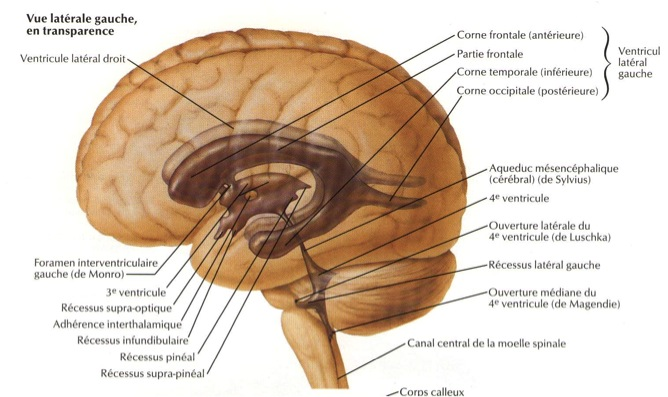 Vue latérale gauche,
en transparence
Ventricule latéral droit
Corne frontale (antérieure)
Partie frontale
Corne temporale (inférieure)
Corne occipitale (postérieure)
Ventricul
latéral
gauche
Aqueduc mésencéphalique
(cérébral) (de Sylvius)
4e ventricule
Ouverture latérale du
4e ventricule (de Luschka)
Récessus latéral gauche
Ouverture médiane du
4e ventricule (de Magendie)
Canal central de la moelle spinale
Foramen interventriculaire
gauche (de Monro)
3e ventricule
Récessus supra-optique
Adhérence interthalamique
Récessus infundibulaire
Récessus pinéal
Récessus supra-pinéal
Corps calleux